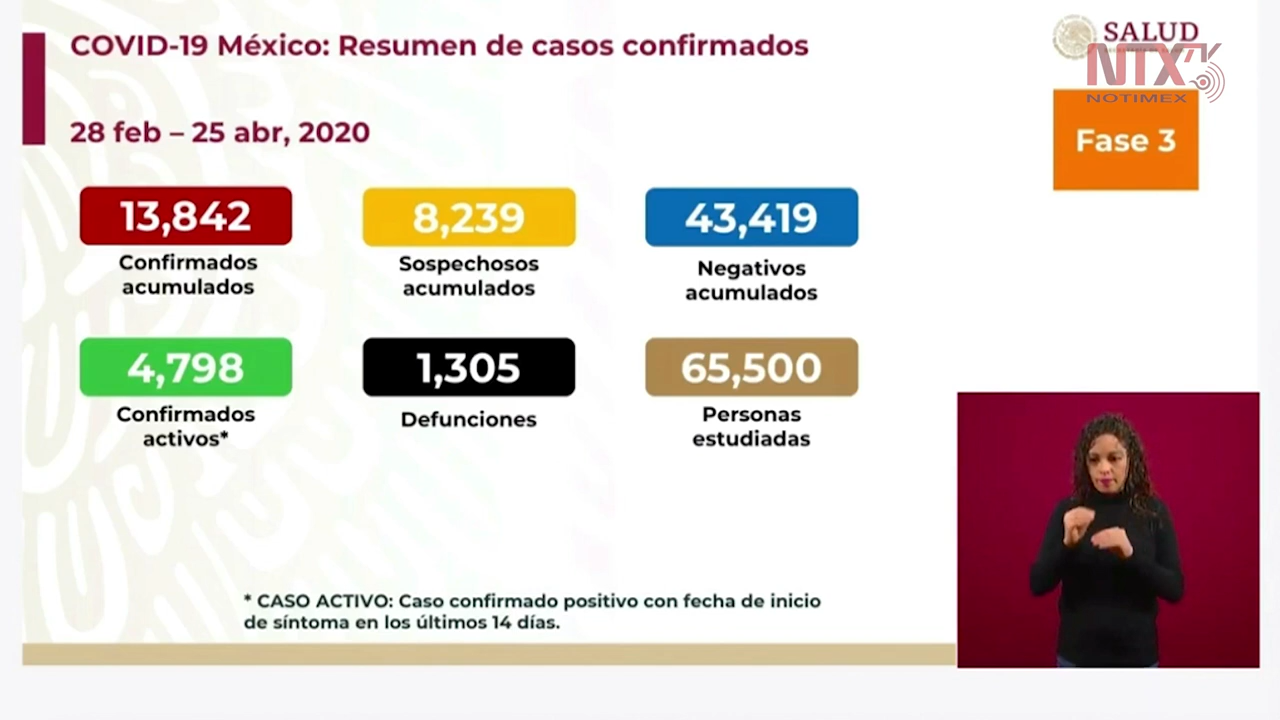 COVID-19 México: Resumen de casos confirmados
28 feb – 25 abr, 2020
SALUD
NTX
NOTIMEX
Fase 3
13,842
Confirmados
acumulados
8,239
Sospechosos
acumulados
43,419
Negativos
acumulados
4,798
Confirmados
activos*
1,305
Defunciones
65,500
Personas
estudiadas
* CASO ACTIVO: Caso confirmado positivo con fecha de inicio
de síntoma en los últimos 14 días.